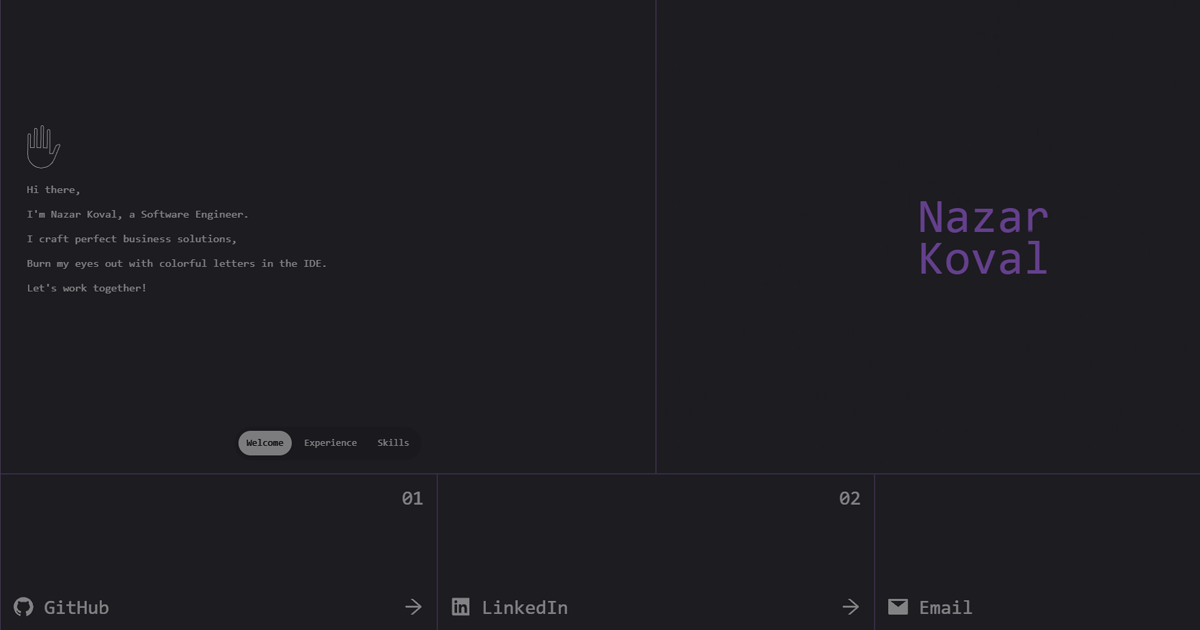 Hi there,
I'm Nazar Koval, a Software Engineer.
I craft perfect business solutions,
Burn my eyes out with colorful letters in the IDE.
Let's work together!
Nazar
Koval
Welcome Experience Skills
01
02
GitHub
LinkedIn
Email